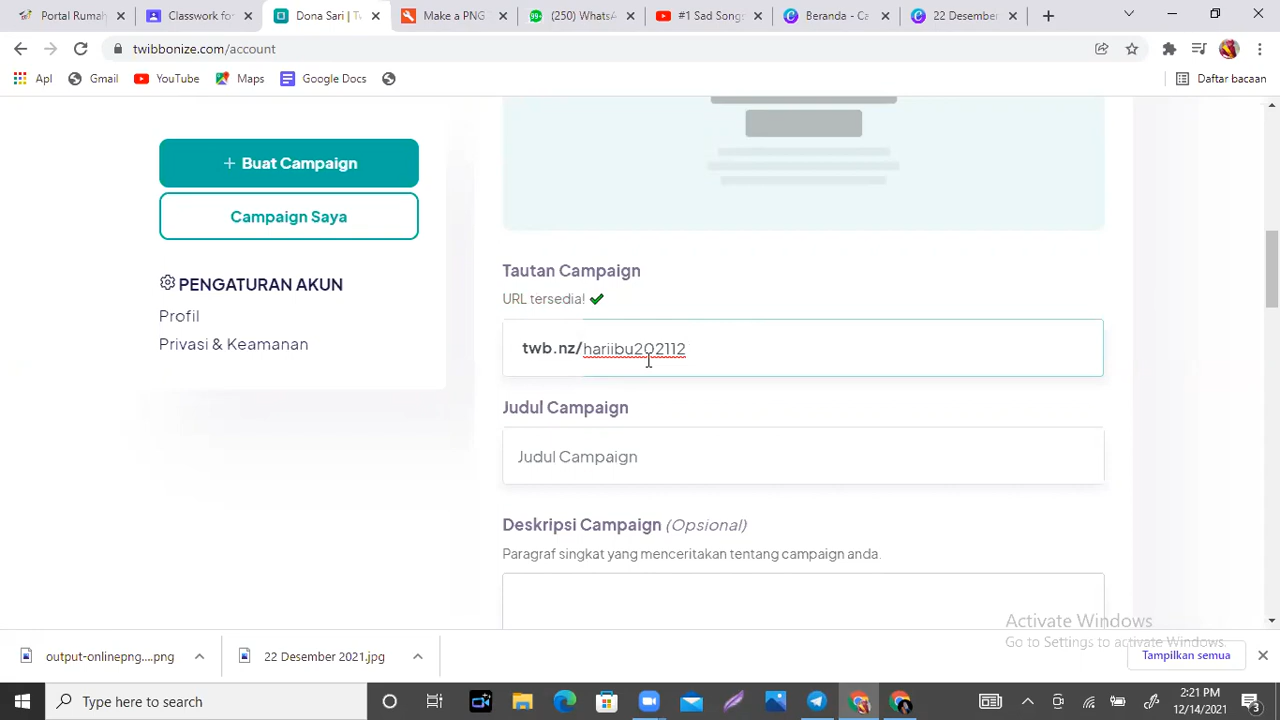 Portal Rumah
Classwork for
Dona Sari | Tw
Make a PNG T
(250) WhatsA
#1 Sad Song
Beranda - Ca
22 Desember
twibbonize.com/account
Apl
Gmail
YouTube
Maps
Google Docs
Daftar bacaan
+ Buat Campaign
Campaign Saya
PENGATURAN AKUN
Profil
Privasi & Keamanan
Tautan Campaign
URL tersedia!
twb.nz/hariibu202112
Judul Campaign
Judul Campaign
Deskripsi Campaign (Opsional)
Paragraf singkat yang menceritakan tentang campaign anda.
Activate Windows
Go to Settings to activate Windows.
output-onlinepng....png
22 Desember 2021.jpg
Tampilkan semua
Type here to search
2:21 PM
12/14/2021
3